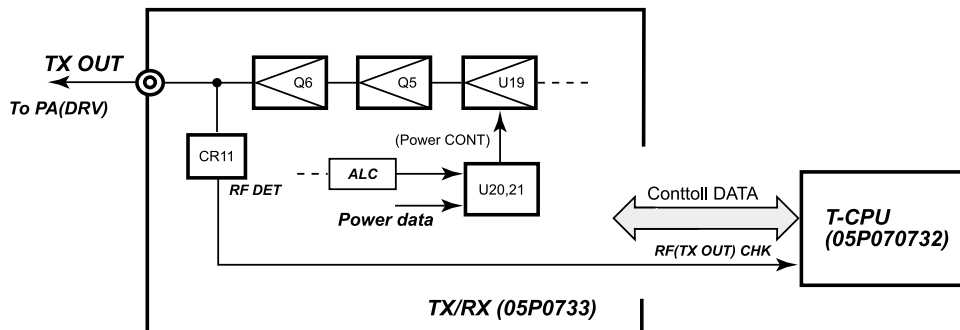 TX OUT
To PA(DRV)
Q6
Q5
U19
(Power CONT)
CR11
RF DET
ALC
U20,21
Power data
Conttoll DATA
T-CPU
(05P070732)
RF(TX OUT) CHK
TX/RX (05P0733)